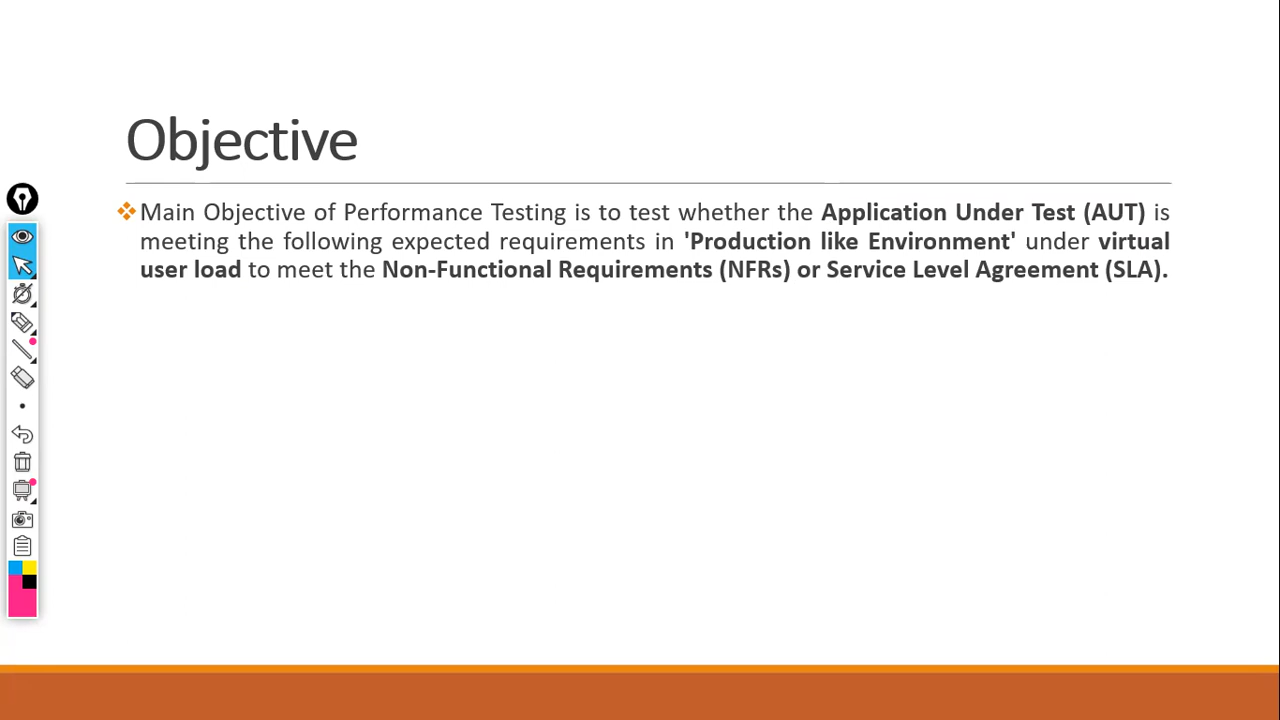 Objective
Main Objective of Performance Testing is to test whether the Application Under Test (AUT) is
meeting the following expected requirements in 'Production like Environment' under virtual
user load to meet the Non-Functional Requirements (NFRs) or Service Level Agreement (SLA).